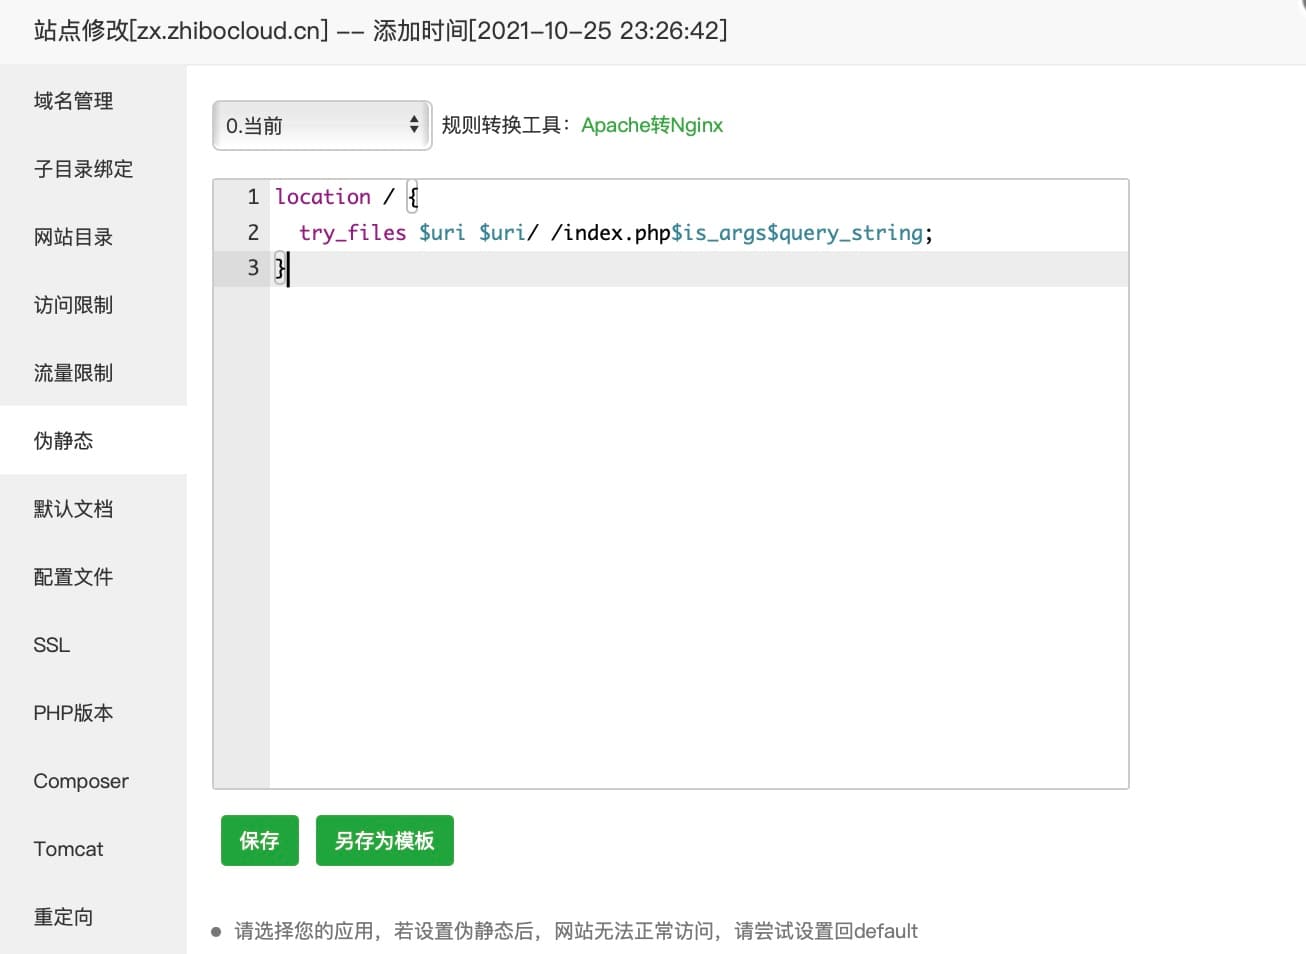 站点修改[zx.zhibocloud.cn] -- 添加时间[2021-10-25 23:26:42]
域名管理
子目录绑定
网站目录
访问限制
流量限制
伪静态
默认文档
配置文件
SSL
PHP版本
Composer
Tomcat
重定向
0.当前 规则转换工具：Apache转Nginx
1 location / {
2 try_files $uri $uri/ /index.php$is_args$query_string;
3 }
保存 另存为模板
请选择您的应用，若设置伪静态后，网站无法正常访问，请尝试设置回default